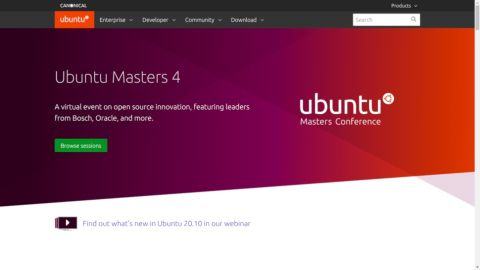 CANONICAL
Products
ubuntu
Enterprise
Developer
Community
Download
Search
Ubuntu Masters 4
A virtual event on open source innovation, featuring leaders
from Bosch, Oracle, and more.
Browse sessions
ubuntu
Masters Conference
Find out what's new in Ubuntu 20.10 in our webinar